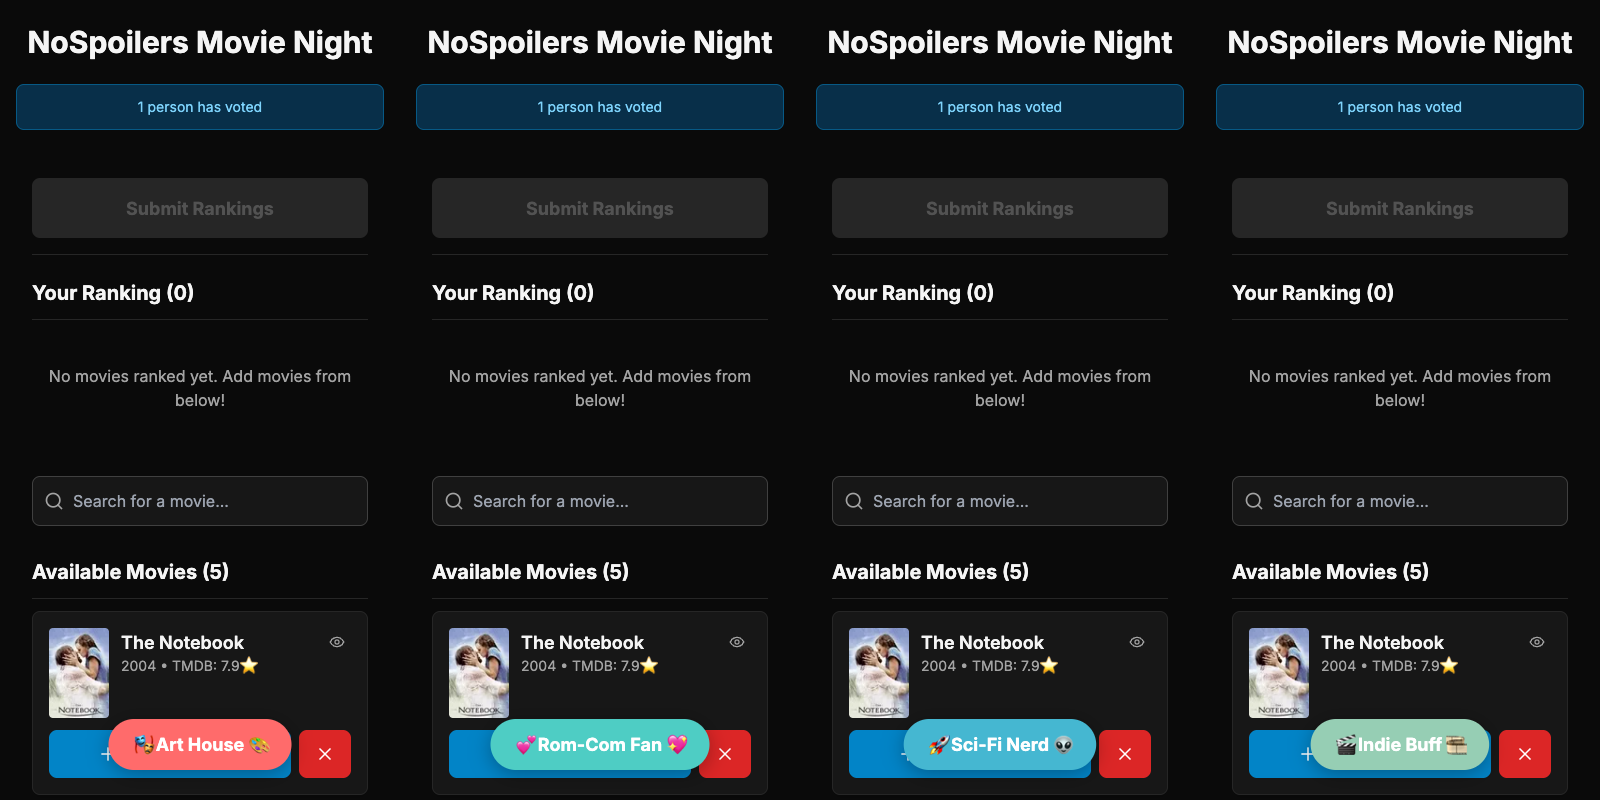 NoSpoilers Movie Night
1 person has voted
Submit Rankings
Your Ranking (0)
No movies ranked yet. Add movies from
below!
Search for a movie...
Available Movies (5)
The Notebook
2004 • TMDB: 7.9⭐
NOTEBOOK
+
🎭Art House 🎨
NoSpoilers Movie Night
1 person has voted
Submit Rankings
Your Ranking (0)
No movies ranked yet. Add movies from
below!
Search for a movie...
Available Movies (5)
The Notebook
2004 • TMDB: 7.9⭐
NOTEBOOK
💕Rom-Com Fan 💖
NoSpoilers Movie Night
1 person has voted
Submit Rankings
Your Ranking (0)
No movies ranked yet. Add movies from
below!
Search for a movie...
Available Movies (5)
The Notebook
2004 • TMDB: 7.9⭐
NOTEBOOK
🚀Sci-Fi Nerd 👽
NoSpoilers Movie Night
1 person has voted
Submit Rankings
Your Ranking (0)
No movies ranked yet. Add movies from
below!
Search for a movie...
Available Movies (5)
The Notebook
2004 • TMDB: 7.9⭐
NOTEBOOK
+
🎬Indie Buff 🎞️